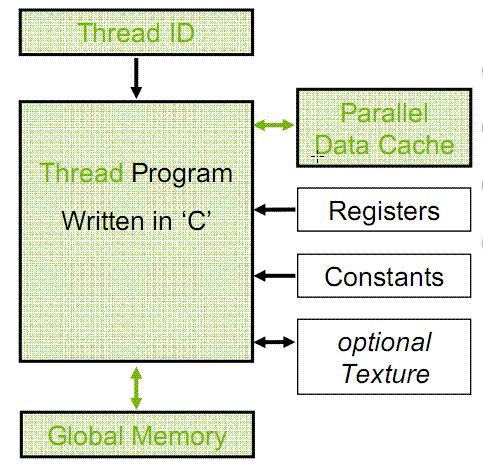 Thread ID
Parallel
Data Cache
Thread Program
Written in ‘C’
Registers
Constants
optional
Texture
Global Memory